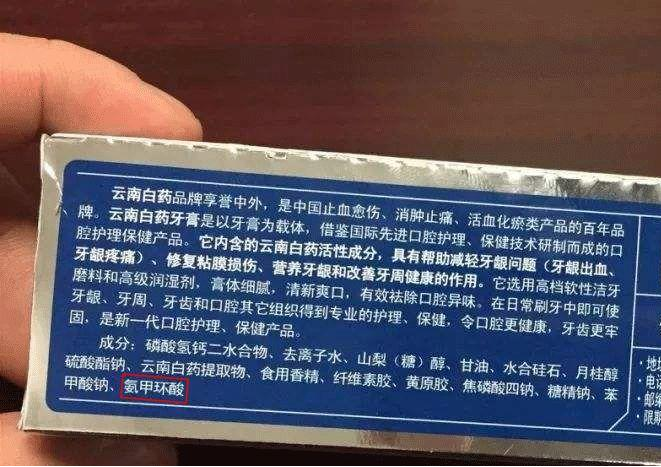 云南白药品牌享誉中外，是中国止血愈伤、消肿止痛、活血化瘀类产品的百年品
牌。云南白药牙膏是以牙膏为载体，借鉴国际先进口腔护理、保健技术研制而成的口
腔护理保健产品。它内含的云南白药活性成分，具有帮助减轻牙龈问题（牙龈出血、
牙龈疼痛）、修复粘膜损伤、营养牙龈和改善牙周健康的作用。它选用高档软性洁牙
磨料和高级润湿剂，膏体细腻，清新爽口，有效祛除口腔异味。在日常刷牙中即可使
牙龈、牙周、牙齿和口腔其它组织得到专业的护理、保健，令口腔更健康，牙齿更牢
固，是新一代口腔护理、保健产品。
成分：磷酸氢钙二水合物、去离子水、山梨（糖）醇、甘油、水合硅石、月桂醇
硫酸酯钠、云南白药提取物、食用香精、纤维素胶、黄原胶、焦磷酸四钠、糖精钠、苯
甲酸钠、氨甲环酸
·地
·电
邮编
限期